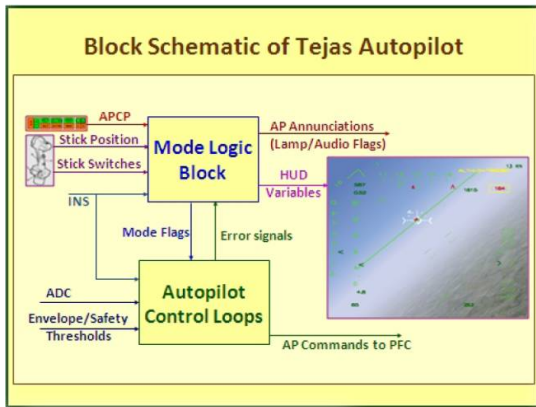 Block Schematic of Tejas Autopilot
APCP
Stick Position
Stick Switches
INS
Mode Logic
Block
AP Annunciations
(Lamp/Audio Flags)
HUD
Variables
Mode Flags
Error signals
ADC
Envelope/Safety
Thresholds
Autopilot
Control Loops
AP Commands to PFC